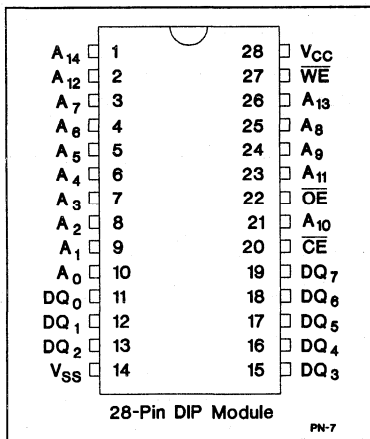 A14 1 28 VCC
A12 2 27 WE
A7 3 26 A13
A6 4 25 A8
A5 5 24 A9
A4 6 23 A11
A3 7 22 OE
A2 8 21 A10
A1 9 20 CE
A0 10 19 DQ7
DQ0 11 18 DQ6
DQ1 12 17 DQ5
DQ2 13 16 DQ4
VSS 14 15 DQ3
28-Pin DIP Module
PN-7